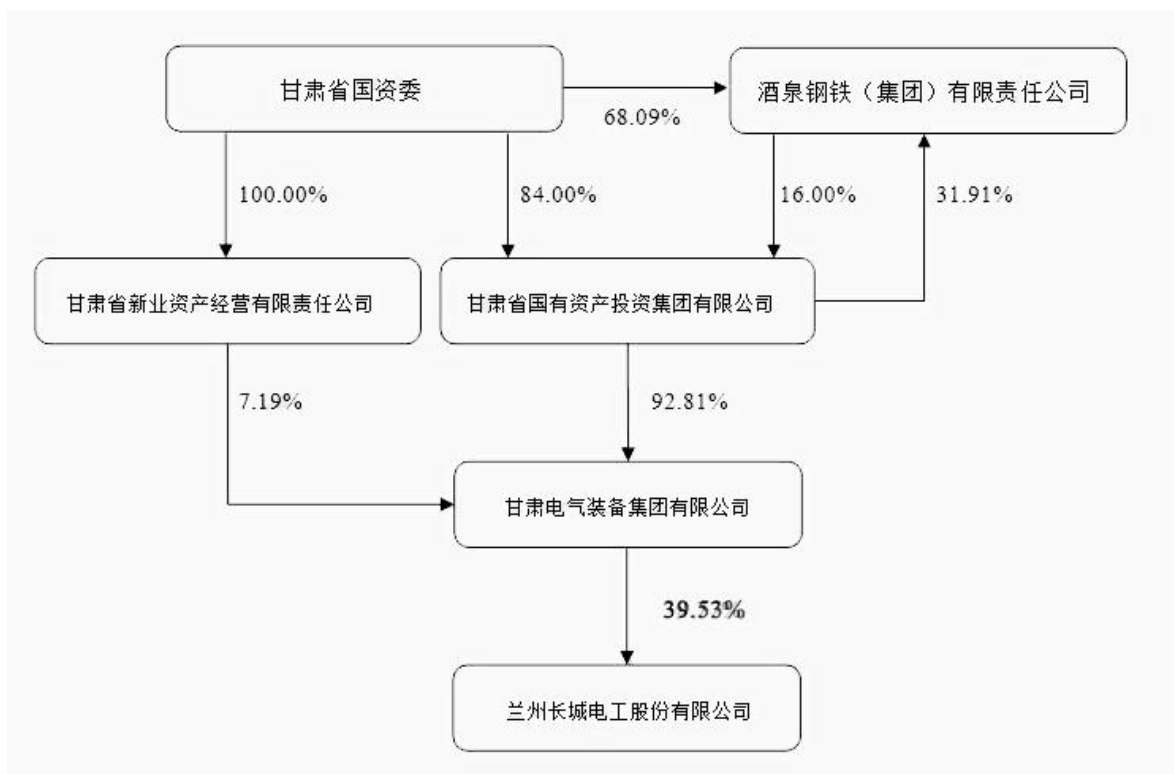 甘肃省国资委
酒泉钢铁（集团）有限责任公司
68.09%
100.00%
84.00%
16.00%
31.91%
甘肃省新业资产经营有限责任公司
甘肃省国有资产投资集团有限公司
7.19%
92.81%
甘肃电气装备集团有限公司
39.53%
兰州长城电工股份有限公司